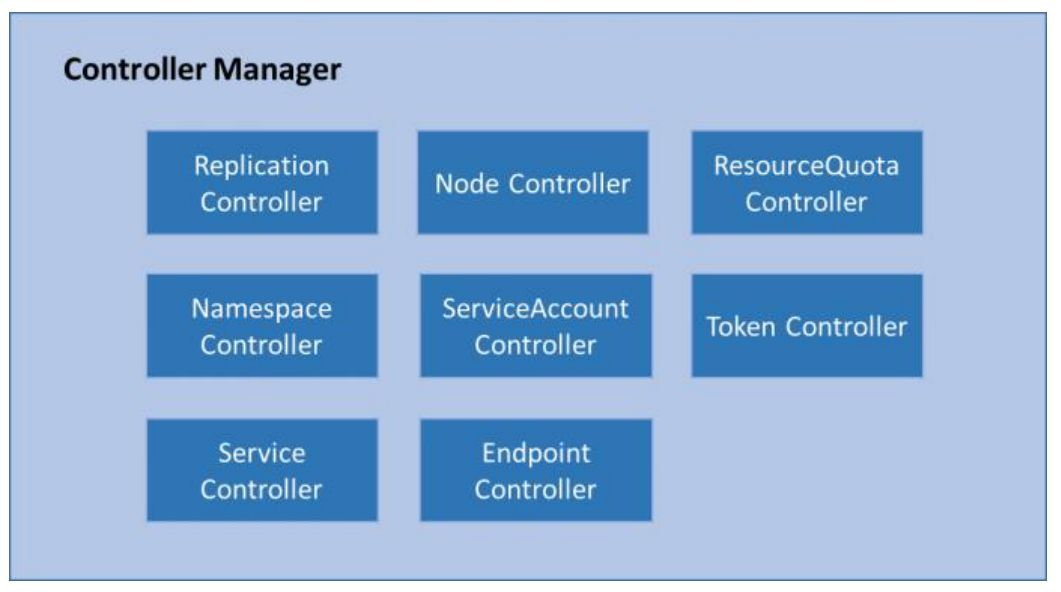 Controller Manager
Replication
Controller
Node Controller
ResourceQuota
Controller
Namespace
Controller
ServiceAccount
Controller
Token Controller
Service
Controller
Endpoint
Controller